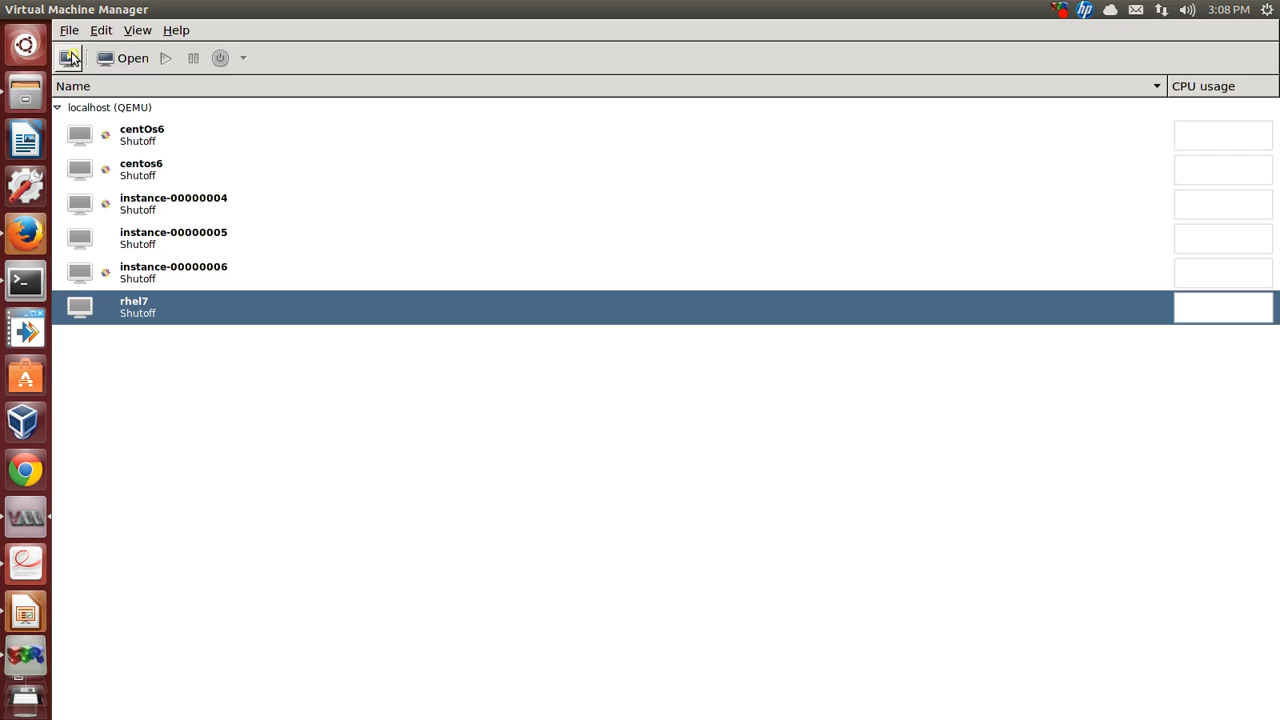 Virtual Machine Manager
3:08 PM
File Edit View Help
Open
Name CPU usage
localhost (QEMU)
centOs6
Shutoff
centos6
Shutoff
instance-00000004
Shutoff
instance-00000005
Shutoff
instance-00000006
Shutoff
rhel7
Shutoff